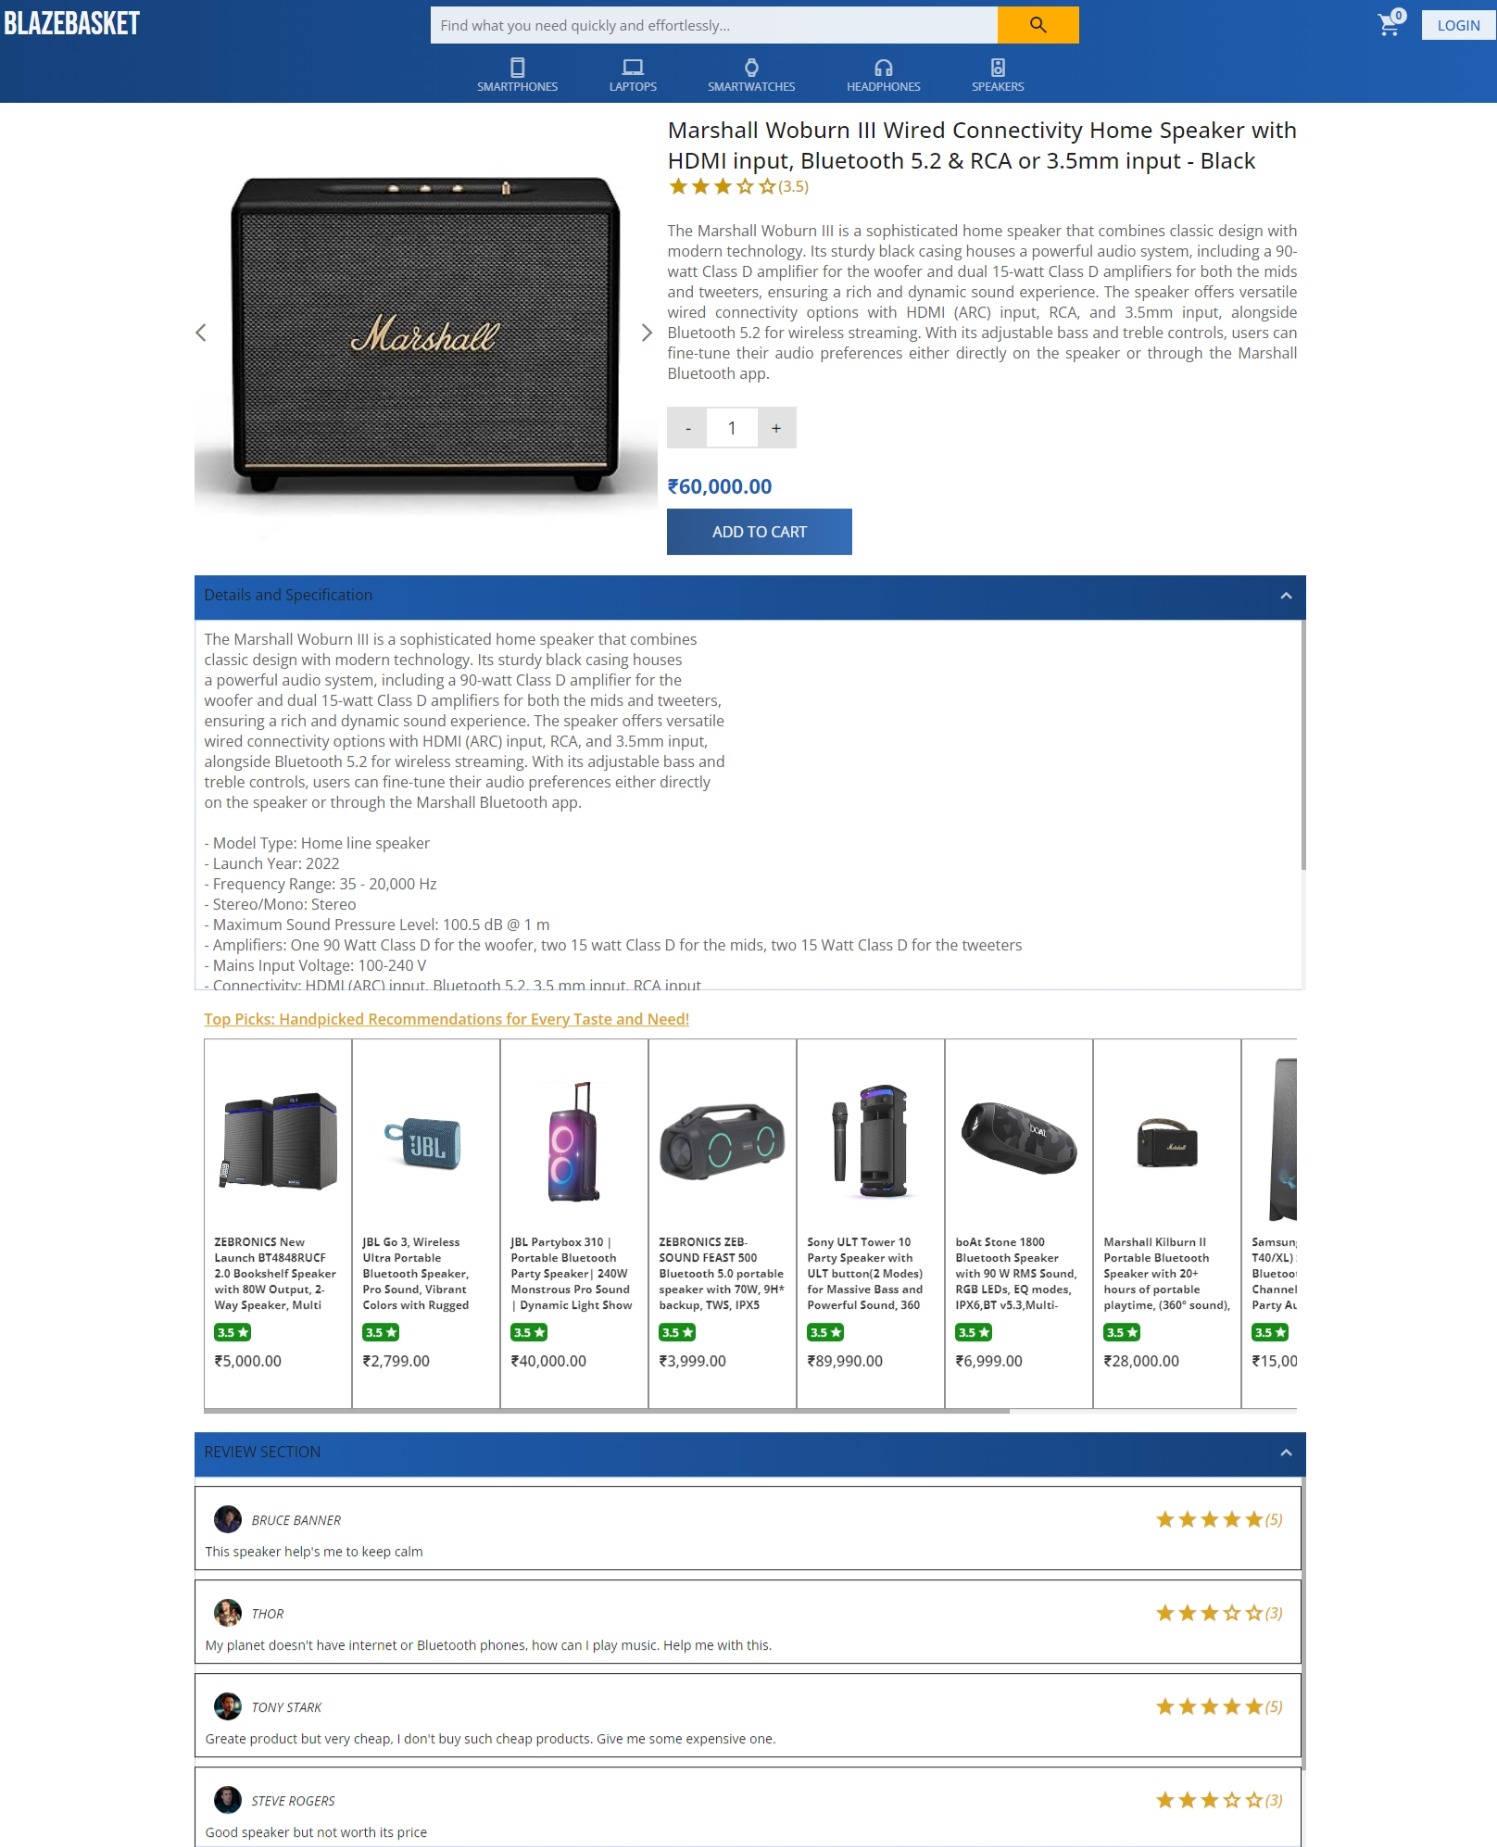 BLAZEBASKET
Find what you need quickly and effortlessly...
0
LOGIN
SMARTPHONES
LAPTOPS
SMARTWATCHES
HEADPHONES
SPEAKERS
Marshall
Marshall Woburn III Wired Connectivity Home Speaker with
HDMI input, Bluetooth 5.2 & RCA or 3.5mm input - Black
(3.5)
The Marshall Woburn III is a sophisticated home speaker that combines classic design with
modern technology. Its sturdy black casing houses a powerful audio system, including a 90-
watt Class D amplifier for the woofer and dual 15-watt Class D amplifiers for both the mids
and tweeters, ensuring a rich and dynamic sound experience. The speaker offers versatile
wired connectivity options with HDMI (ARC) input, RCA, and 3.5mm input, alongside
Bluetooth 5.2 for wireless streaming. With its adjustable bass and treble controls, users can
fine-tune their audio preferences either directly on the speaker or through the Marshall
Bluetooth app.
- 1 +
₹60,000.00
ADD TO CART
Details and Specification
The Marshall Woburn III is a sophisticated home speaker that combines
classic design with modern technology. Its sturdy black casing houses
a powerful audio system, including a 90-watt Class D amplifier for the
woofer and dual 15-watt Class D amplifiers for both the mids and tweeters,
ensuring a rich and dynamic sound experience. The speaker offers versatile
wired connectivity options with HDMI (ARC) input, RCA, and 3.5mm input,
alongside Bluetooth 5.2 for wireless streaming. With its adjustable bass and
treble controls, users can fine-tune their audio preferences either directly
on the speaker or through the Marshall Bluetooth app.
- Model Type: Home line speaker
- Launch Year: 2022
- Frequency Range: 35 - 20,000 Hz
- Stereo/Mono: Stereo
- Maximum Sound Pressure Level: 100.5 dB @ 1 m
- Amplifiers: One 90 Watt Class D for the woofer, two 15 watt Class D for the mids, two 15 Watt Class D for the tweeters
- Mains Input Voltage: 100-240 V
- Connectivity: HDMI (ARC) input, Bluetooth 5.2, 3.5 mm input, RCA input
Top Picks: Handpicked Recommendations for Every Taste and Need!
ZEBRONICS New
Launch BT4848RUCF
2.0 Bookshelf Speaker
with 80W Output, 2-
Way Speaker, Multi
3.5
₹5,000.00
JBL
JBL Go 3, Wireless
Ultra Portable
Bluetooth Speaker,
Pro Sound, Vibrant
Colors with Rugged
3.5
₹2,799.00
JBL Partybox 310 |
Portable Bluetooth
Party Speaker| 240W
Monstrous Pro Sound
| Dynamic Light Show
3.5
₹40,000.00
ZEBRONICS ZEB-
SOUND FEAST 500
Bluetooth 5.0 portable
speaker with 70W, 9H*
backup, TWS, IPX5
3.5
₹3,999.00
Sony ULT Tower 10
Party Speaker with
ULT button(2 Modes)
for Massive Bass and
Powerful Sound, 360
3.5
₹89,990.00
boAt
boAt Stone 1800
Bluetooth Speaker
with 90 W RMS Sound,
RGB LEDs, EQ modes,
IPX6,BT v5.3,Multi-
3.5
₹6,999.00
Marshall
Marshall Kilburn II
Portable Bluetooth
Speaker with 20+
hours of portable
playtime, (360° sound),
3.5
₹28,000.00
Samsung
T40/XL)
Bluetoot
Channel
Party Au
3.5
₹15,00
REVIEW SECTION
BRUCE BANNER
(5)
This speaker help's me to keep calm
THOR
(3)
My planet doesn't have internet or Bluetooth phones, how can I play music. Help me with this.
TONY STARK
(5)
Greate product but very cheap, I don't buy such cheap products. Give me some expensive one.
STEVE ROGERS
(3)
Good speaker but not worth its price